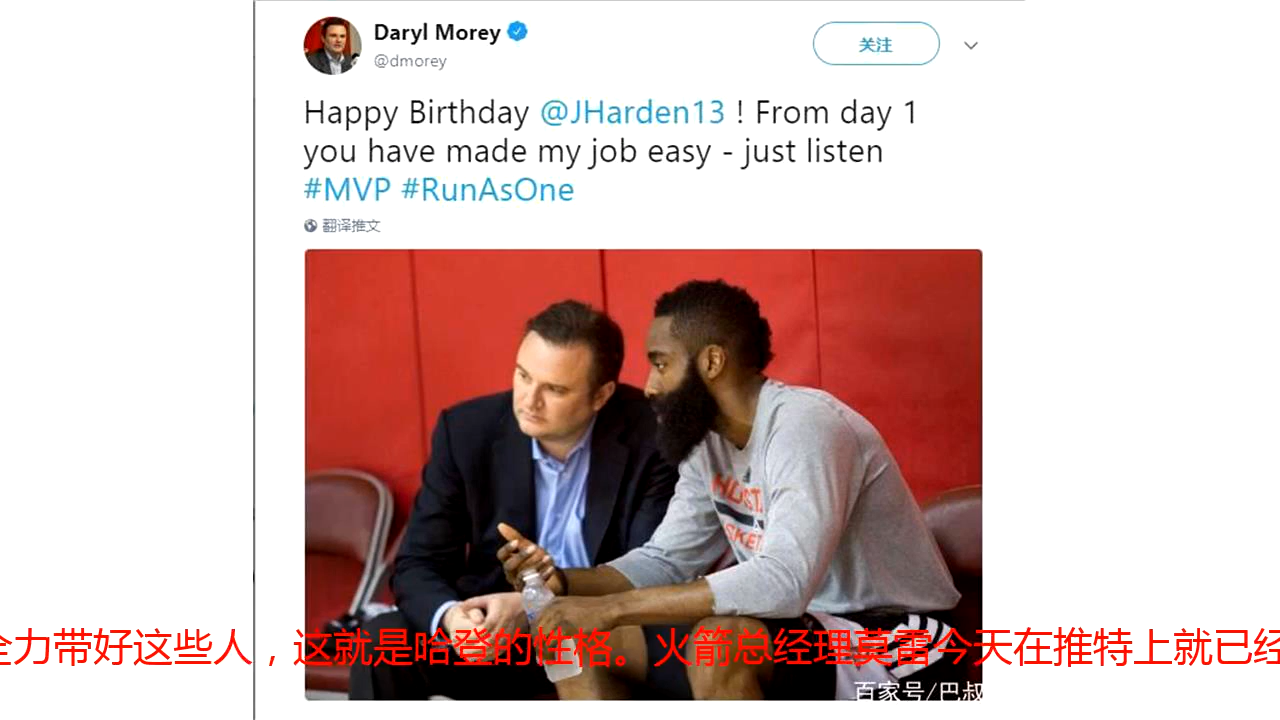 Daryl Morey
@dmorey
关注
Happy Birthday @JHarden13 ! From day 1
you have made my job easy - just listen
#MVP #RunAsOne
翻译推文
全力带好这些人，这就是哈登的性格。火箭总经理莫雷今天在推特上就已经
百家号/巴叔